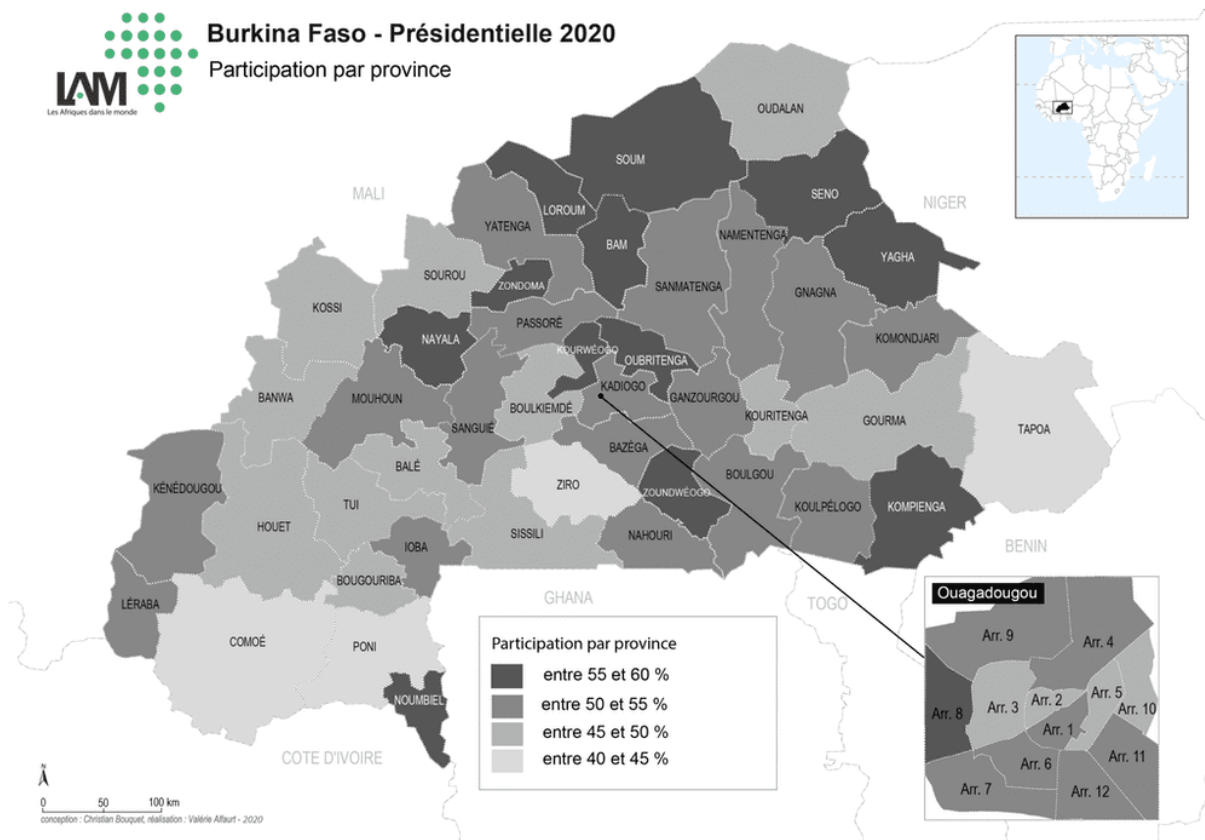 Burkina Faso - Présidentielle 2020
Participation par province
LAM
Les Afriques dans le monde
OUDALAN
SOUM
MALI
SENO
NIGER
LOROUM
YATENGA
NAMENTENGA
BAM
YAGHA
SOUROU
ZONDOMA
SANMATENGA
GNAGNA
KOSSI
PASSORÉ
NAYALA
KOMONDJARI
KOURWÉOGO
OUBRITENGA
KADIOGO
BANWA
MOUHOUN
GANZOURGOU
BOULKIEMDÉ
KOURITENGA
GOURMA
SANGUIÉ
TAPOA
BAZÉGA
BALÉ
BOULGOU
ZIRO
KÉNÉDOUGOU
ZOUNDWÉOGO
TUI
KOULPÉLOGO
KOMPIENGA
HOUET
SISSILI
NAHOURI
IOBA
BENIN
BOUGOURIBA
GHANA
TOGO
LÉRABA
COMOÉ
PONI
NOUMBIEL
COTE D'IVOIRE
Participation par province
entre 55 et 60 %
entre 50 et 55 %
entre 45 et 50 %
entre 40 et 45 %
Ouagadougou
Arr. 9
Arr. 4
Arr. 5
Arr. 2
Arr. 3
Arr. 10
Arr. 8
Arr. 1
Arr. 11
Arr. 6
Arr. 7
Arr. 12
N
0 50 100 km
conception : Christian Bouquet, réalisation : Valérie Alfaurt - 2020